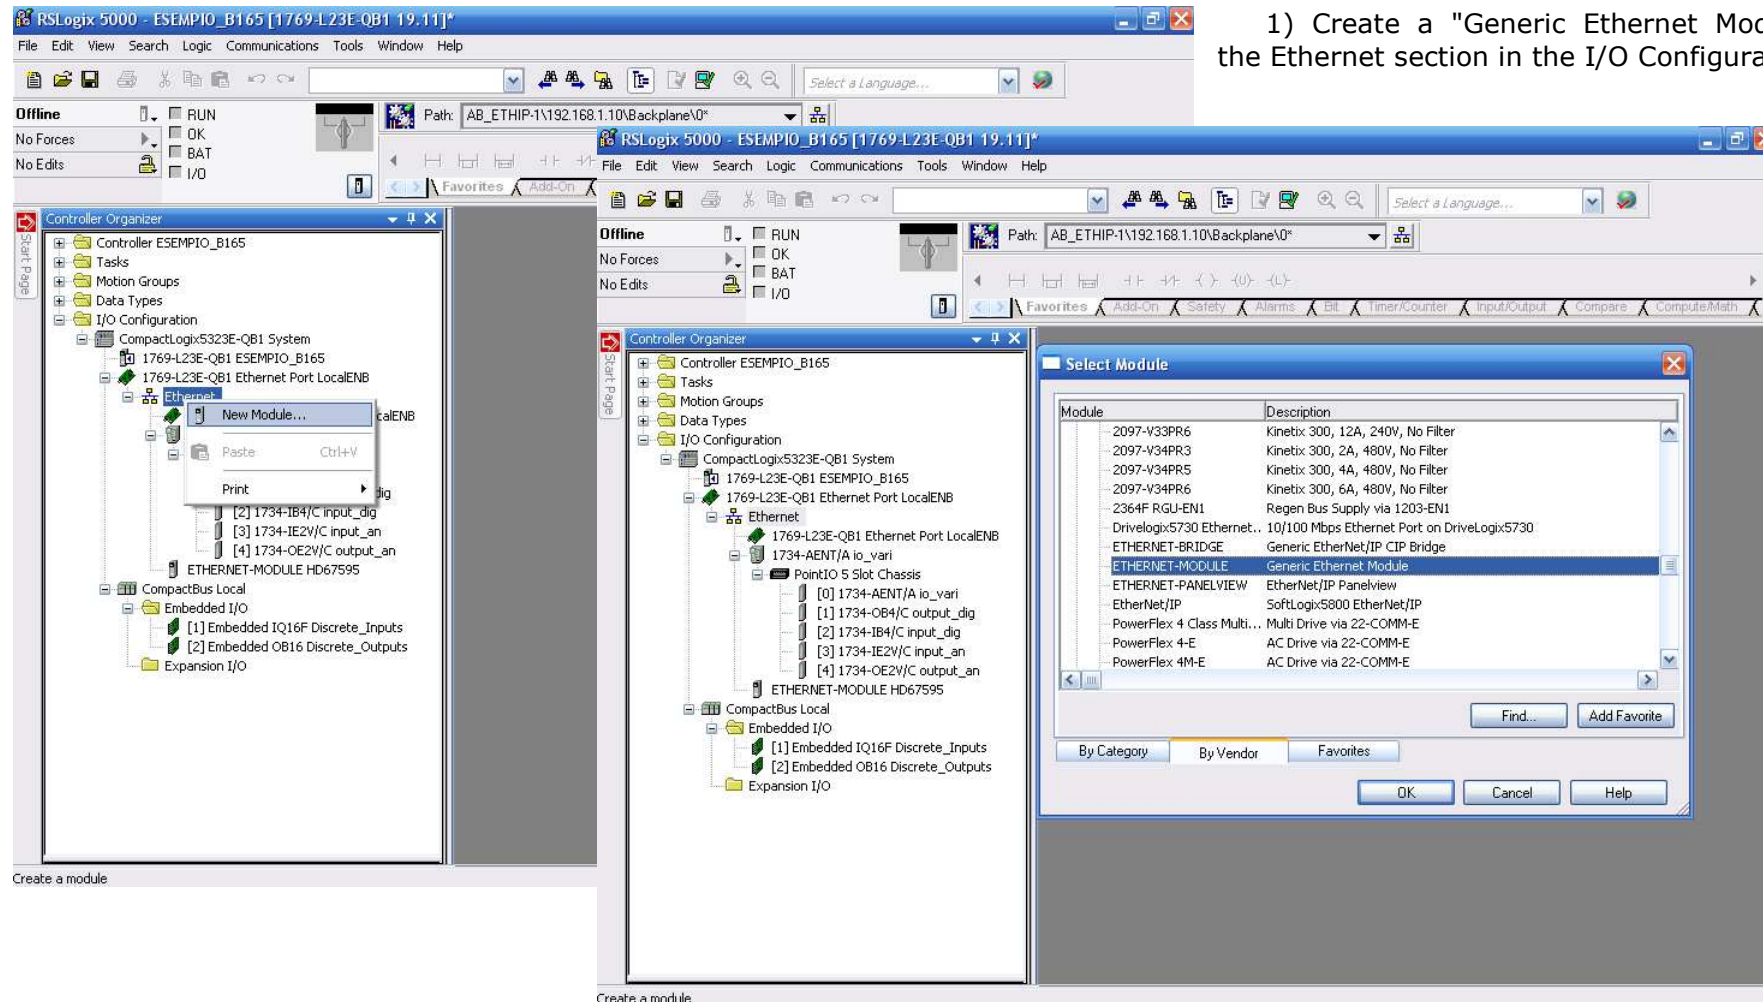 1) Create a "Generic Ethernet Mod
the Ethernet section in the I/O Configura
RSLogix 5000 - ESEMPIO_B165 [1769-L23E-QB1 19.11]*
File Edit View Search Logic Communications Tools Window Help
Select a Language...
Offline
RUN
Path: AB_ETHIP-1\192.168.1.10\Backplane\0*
No Forces
OK
BAT
No Edits
I/O
Favorites Add-On
Controller Organizer
Start Page
Controller ESEMPIO_B165
Tasks
Motion Groups
Data Types
I/O Configuration
CompactLogix5323E-QB1 System
1769-L23E-QB1 ESEMPIO_B165
1769-L23E-QB1 Ethernet Port LocalENB
Ethernet
New Module...
calENB
Paste Ctrl+V
Print
dig
[2] 1734-IB4/C input_dig
[3] 1734-IE2V/C input_an
[4] 1734-OE2V/C output_an
ETHERNET-MODULE HD67595
CompactBus Local
Embedded I/O
[1] Embedded IQ16F Discrete_Inputs
[2] Embedded OB16 Discrete_Outputs
Expansion I/O
Create a module
RSLogix 5000 - ESEMPIO_B165 [1769-L23E-QB1 19.11]*
File Edit View Search Logic Communications Tools Window Help
Select a Language...
Offline
RUN
Path: AB_ETHIP-1\192.168.1.10\Backplane\0*
No Forces
OK
BAT
No Edits
I/O
Favorites Add-On Safety Alarms Bit Timer/Counter Input/Output Compare Compute/Math
Controller Organizer
Start Page
Controller ESEMPIO_B165
Tasks
Motion Groups
Data Types
I/O Configuration
CompactLogix5323E-QB1 System
1769-L23E-QB1 ESEMPIO_B165
1769-L23E-QB1 Ethernet Port LocalENB
Ethernet
1769-L23E-QB1 Ethernet Port LocalENB
1734-AENT/A io_vari
PointIO 5 Slot Chassis
[0] 1734-AENT/A io_vari
[1] 1734-OB4/C output_dig
[2] 1734-IB4/C input_dig
[3] 1734-IE2V/C input_an
[4] 1734-OE2V/C output_an
ETHERNET-MODULE HD67595
CompactBus Local
Embedded I/O
[1] Embedded IQ16F Discrete_Inputs
[2] Embedded OB16 Discrete_Outputs
Expansion I/O
Select Module
Module Description
2097-V33PR6 Kinetix 300, 12A, 240V, No Filter
2097-V34PR3 Kinetix 300, 2A, 480V, No Filter
2097-V34PR5 Kinetix 300, 4A, 480V, No Filter
2097-V34PR6 Kinetix 300, 6A, 480V, No Filter
2364F RGU-EN1 Regen Bus Supply via 1203-EN1
Drivelogix5730 Ethernet... 10/100 Mbps Ethernet Port on DriveLogix5730
ETHERNET-BRIDGE Generic EtherNet/IP CIP Bridge
ETHERNET-MODULE Generic Ethernet Module
ETHERNET-PANELVIEW EtherNet/IP Panelview
EtherNet/IP SoftLogix5800 EtherNet/IP
PowerFlex 4 Class Multi... Multi Drive via 22-COMM-E
PowerFlex 4-E AC Drive via 22-COMM-E
PowerFlex 4M-E AC Drive via 22-COMM-E
Find... Add Favorite
By Category By Vendor Favorites
OK Cancel Help
Create a module